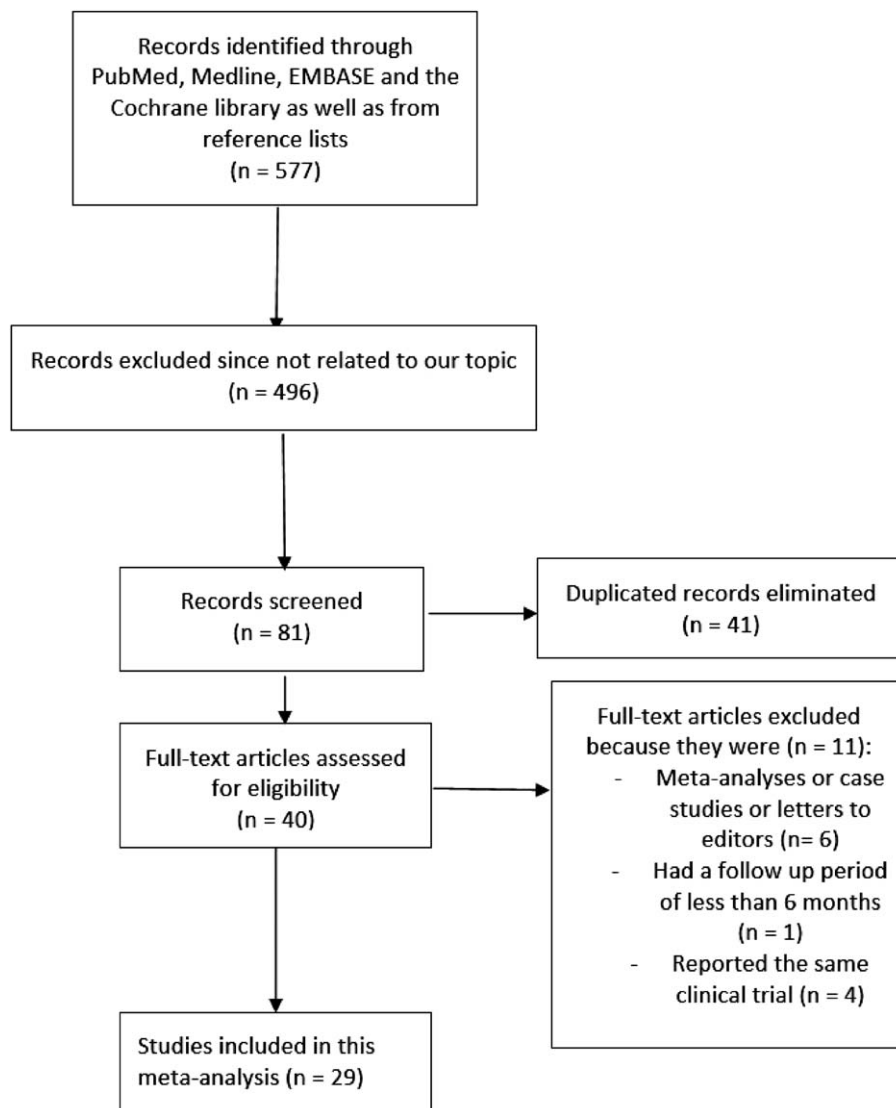 Records identified through
PubMed, Medline, EMBASE and the
Cochrane library as well as from
reference lists
(n = 577)
Records excluded since not related to our topic
(n = 496)
Records screened
(n = 81)
Duplicated records eliminated
(n = 41)
Full-text articles assessed
for eligibility
(n = 40)
Full-text articles excluded
because they were (n = 11):
- Meta-analyses or case
studies or letters to
editors (n= 6)
- Had a follow up period
of less than 6 months
(n = 1)
- Reported the same
clinical trial (n = 4)
Studies included in this
meta-analysis (n = 29)